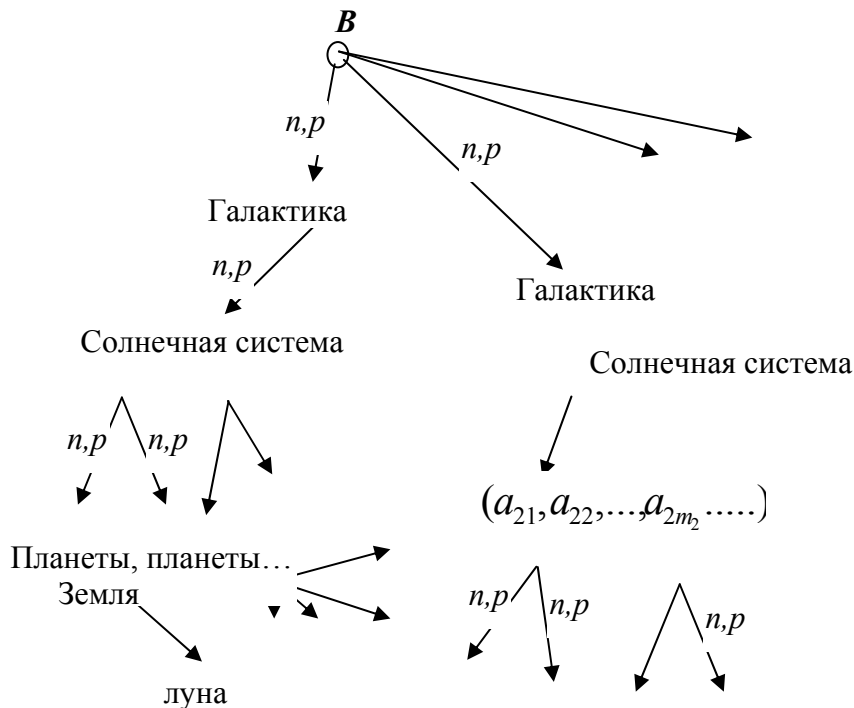 B
n,p
n,p
Галактика
n,p
Галактика
Солнечная система
Солнечная система
n,p n,p
(a₂₁,a₂₂,...,a₂ₘ₂.....)
Планеты, планеты…
Земля
n,p
n,p
n,p
луна